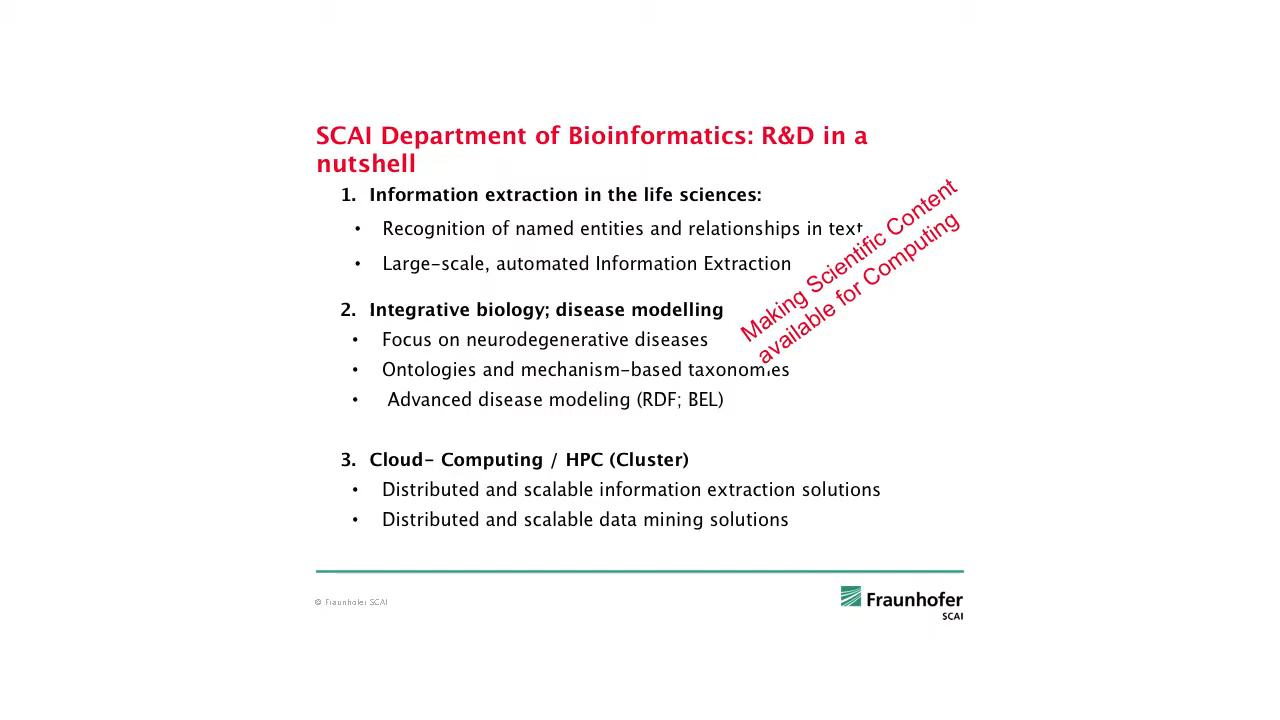 SCAI Department of Bioinformatics: R&D in a
nutshell
1. Information extraction in the life sciences:
• Recognition of named entities and relationships in text
• Large-scale, automated Information Extraction
Making Scientific Content
available for Computing
2. Integrative biology; disease modelling
• Focus on neurodegenerative diseases
• Ontologies and mechanism-based taxonomies
• Advanced disease modeling (RDF; BEL)
3. Cloud- Computing / HPC (Cluster)
• Distributed and scalable information extraction solutions
• Distributed and scalable data mining solutions
© Fraunhofer SCAI
Fraunhofer
SCAI